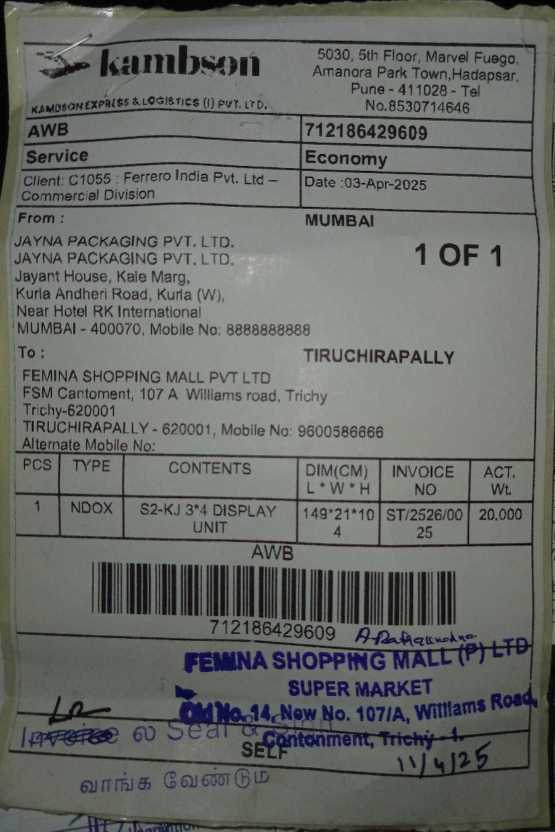 kambson
KAMBSON EXPRESS & LOGISTICS (I) PVT. LTD.
5030, 5th Floor, Marvel Fuego,
Amanora Park Town,Hadapsar,
Pune - 411028 - Tel
No.8530714646
AWB 712186429609
Service Economy
Client: C1055 : Ferrero India Pvt. Ltd –
Commercial Division
Date :03-Apr-2025
From : MUMBAI
JAYNA PACKAGING PVT. LTD.
JAYNA PACKAGING PVT. LTD.
1 OF 1
Jayant House, Kale Marg,
Kurla Andheri Road, Kurla (W),
Near Hotel RK International
MUMBAI - 400070, Mobile No: 8888888888
To : TIRUCHIRAPALLY
FEMINA SHOPPING MALL PVT LTD
FSM Cantoment, 107 A Williams road, Trichy
Trichy-620001
TIRUCHIRAPALLY - 620001, Mobile No: 9600586666
Alternate Mobile No:
PCS TYPE CONTENTS DIM(CM) INVOICE ACT.
L * W * H NO Wt.
1 NDOX S2-KJ 3*4 DISPLAY 149*21*10 ST/2526/00 20,000
UNIT 4 25
AWB
712186429609
FEMINA SHOPPING MALL (P) LTD
SUPER MARKET
Old No. 14, New No. 107/A, Williams Road,
Cantonment, Trichy - 1.
LR
Invoice ல Seal & Sign
SELF
11/4/25
வாங்க வேண்டும்